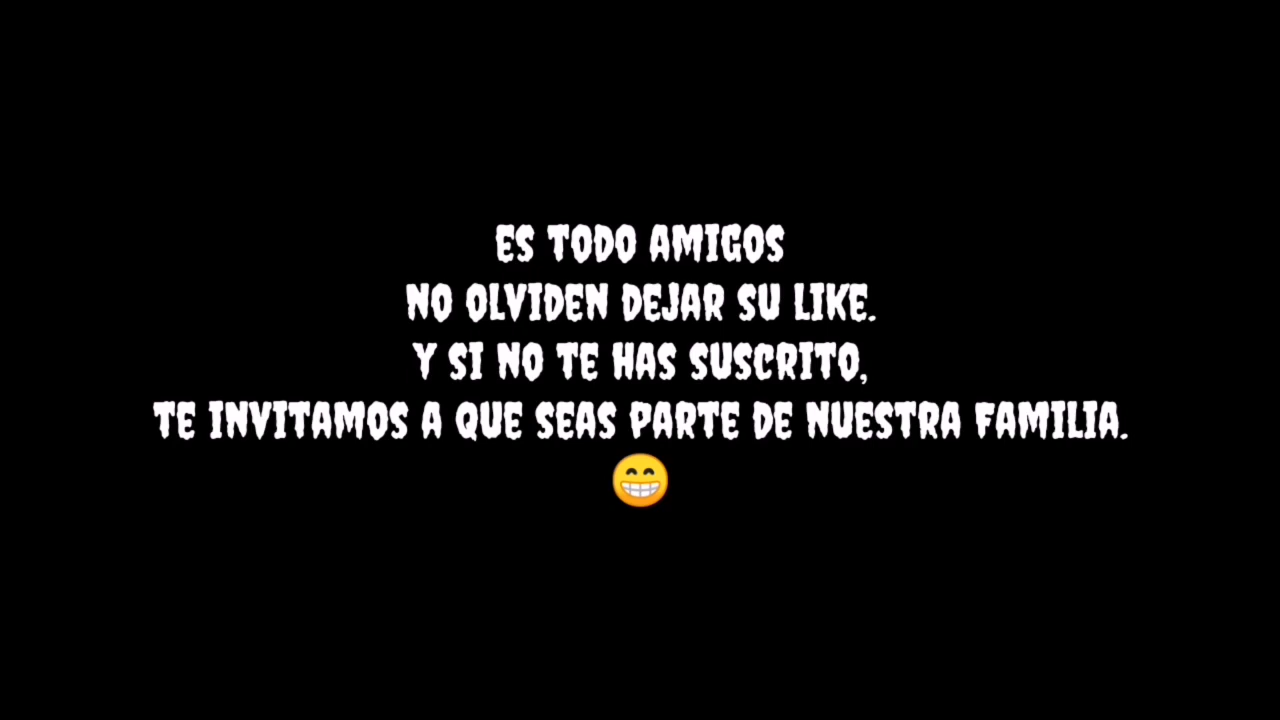 ES TODO AMIGOS
NO OLVIDEN DEJAR SU LIKE.
Y SI NO TE HAS SUSCRITO,
TE INVITAMOS A QUE SEAS PARTE DE NUESTRA FAMILIA.
😁